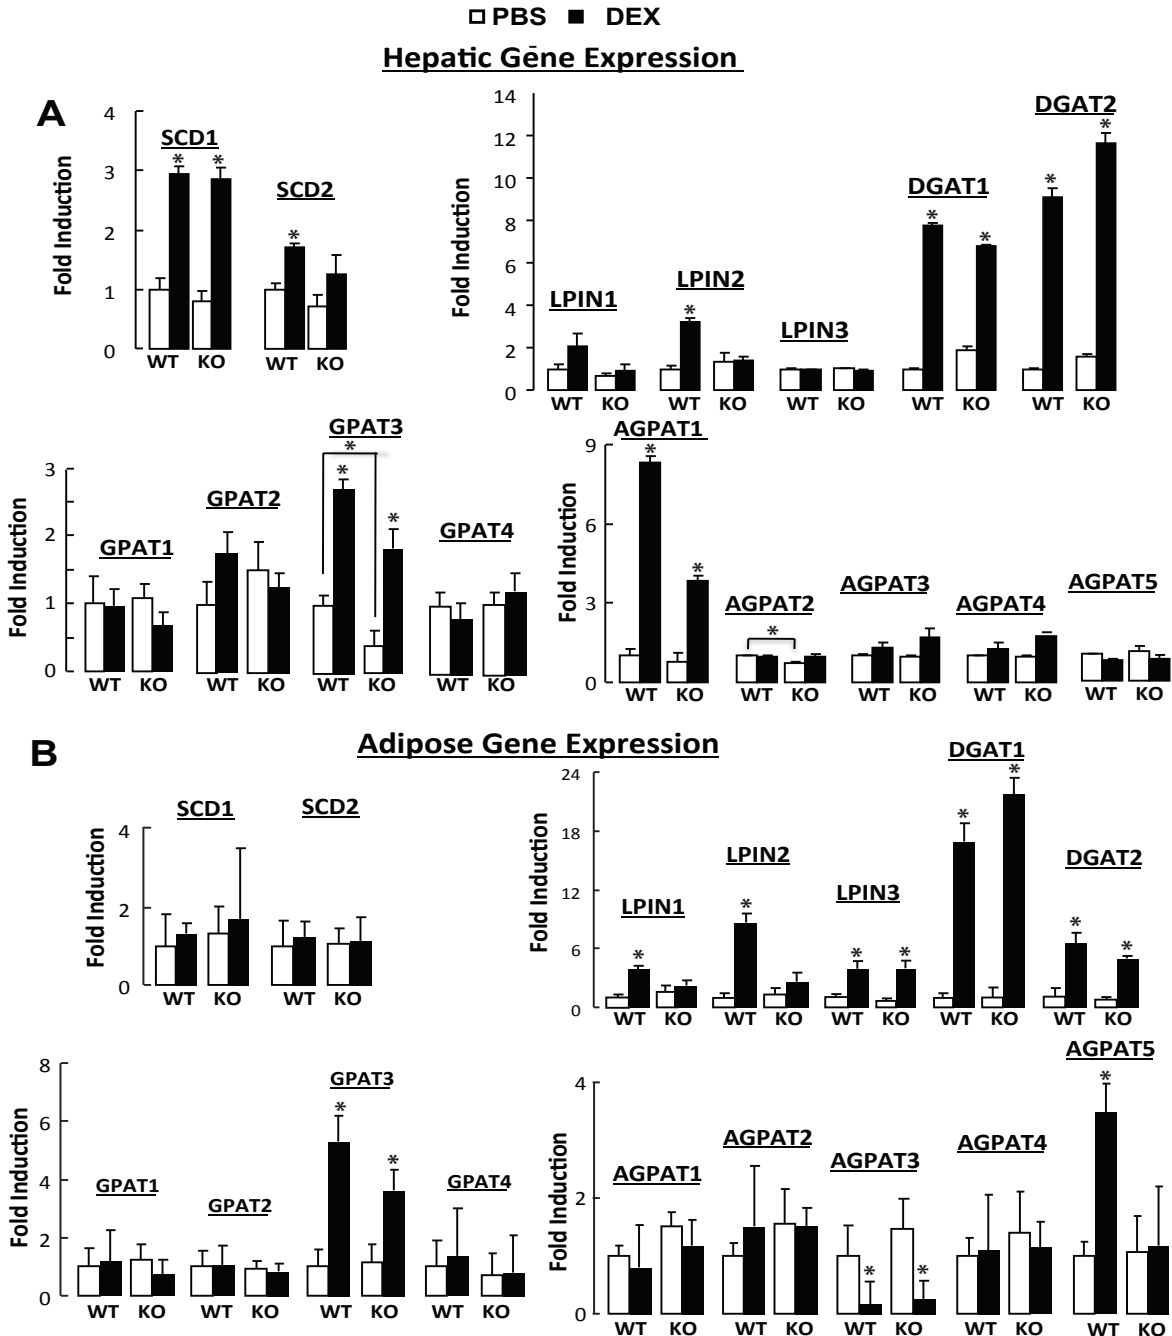 PBS DEX
Hepatic Gēne Expression
A
Fold Induction
4
3
2
1
0
SCD1
* *
SCD2
*
WT KO WT KO
Fold Induction
14
12
10
8
6
4
2
0
LPIN1
LPIN2
*
LPIN3
DGAT1
* *
DGAT2
* *
WT KO WT KO WT KO WT KO WT KO
Fold Induction
3
2
1
0
GPAT1
GPAT2
GPAT3
*
* *
GPAT4
WT KO WT KO WT KO WT KO
Fold Induction
9
6
3
0
AGPAT1
* *
AGPAT2
*
AGPAT3
AGPAT4
AGPAT5
WT KO WT KO WT KO WT KO WT KO
B
Adipose Gene Expression
Fold Induction
4
2
0
SCD1
SCD2
WT KO WT KO
Fold Induction
24
18
12
6
0
LPIN1
*
LPIN2
*
LPIN3
* *
DGAT1
* *
DGAT2
* *
WT KO WT KO WT KO WT KO WT KO
Fold Induction
8
6
4
2
0
GPAT1
GPAT2
GPAT3
* *
GPAT4
WT KO WT KO WT KO WT KO
Fold Induction
4
2
0
AGPAT1
AGPAT2
AGPAT3
* *
AGPAT4
AGPAT5
*
WT KO WT KO WT KO WT KO WT KO